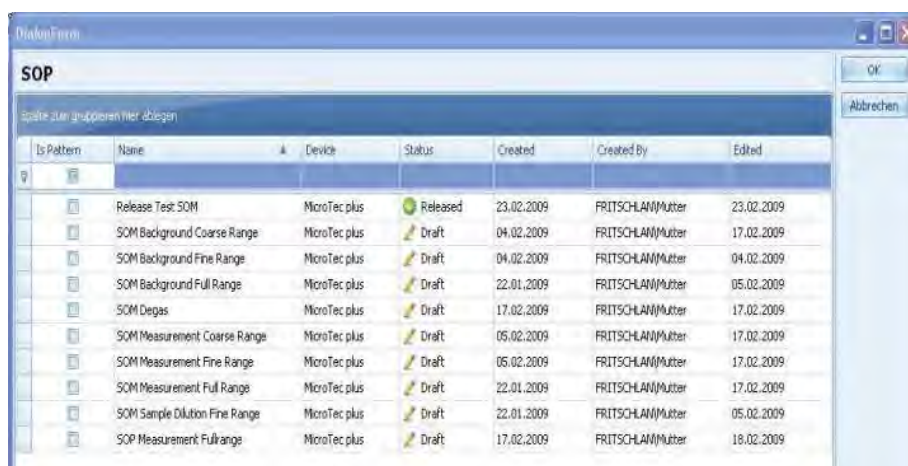 DialogForm
SOP
OK
Abbrechen
Spalte zum gruppieren hier ablegen
Is Pattern Name Device Status Created Created By Edited
Release Test SOM MicroTec plus Released 23.02.2009 FRITSCHLAN\Mutter 23.02.2009
SOM Background Coarse Range MicroTec plus Draft 04.02.2009 FRITSCHLAN\Mutter 17.02.2009
SOM Background Fine Range MicroTec plus Draft 04.02.2009 FRITSCHLAN\Mutter 04.02.2009
SOM Background Full Range MicroTec plus Draft 22.01.2009 FRITSCHLAN\Mutter 05.02.2009
SOM Degas MicroTec plus Draft 17.02.2009 FRITSCHLAN\Mutter 17.02.2009
SOM Measurement Coarse Range MicroTec plus Draft 05.02.2009 FRITSCHLAN\Mutter 17.02.2009
SOM Measurement Fine Range MicroTec plus Draft 05.02.2009 FRITSCHLAN\Mutter 17.02.2009
SOM Measurement Full Range MicroTec plus Draft 22.01.2009 FRITSCHLAN\Mutter 17.02.2009
SOM Sample Dilution Fine Range MicroTec plus Draft 22.01.2009 FRITSCHLAN\Mutter 05.02.2009
SOP Measurement Fullrange MicroTec plus Draft 17.02.2009 FRITSCHLAN\Mutter 18.02.2009